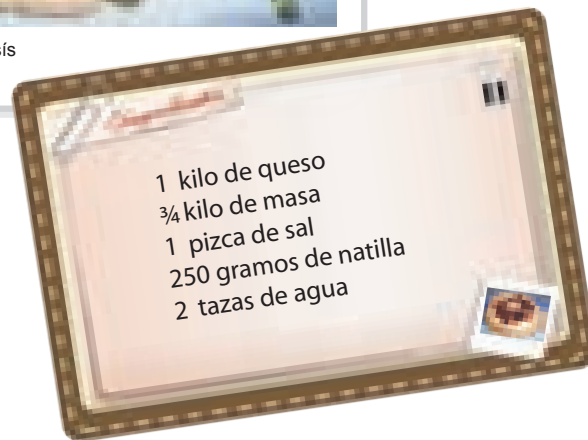 sís
1 kilo de queso
¾ kilo de masa
1 pizca de sal
250 gramos de natilla
2 tazas de agua